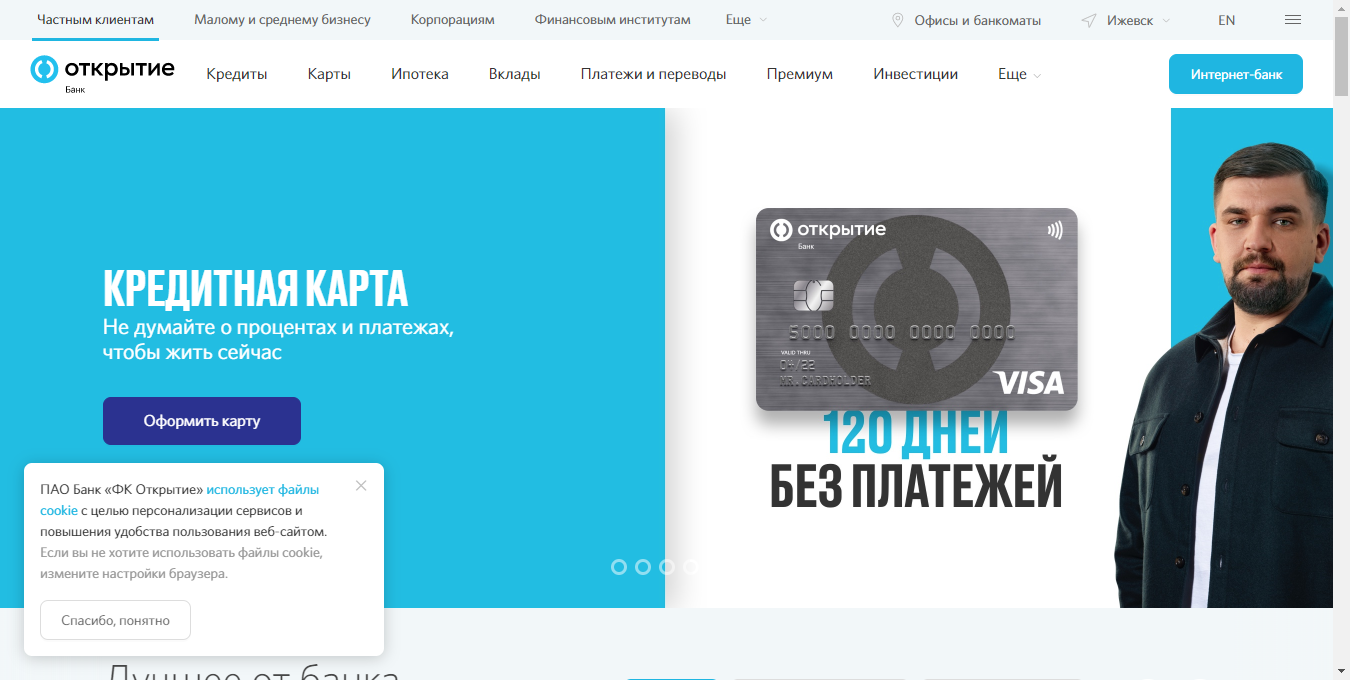 Частным клиентам
Малому и среднему бизнесу
Корпорациям
Финансовым институтам
Еще
Офисы и банкоматы
Ижевск
EN
открытие
Банк
Кредиты
Карты
Ипотека
Вклады
Платежи и переводы
Премиум
Инвестиции
Еще
Интернет-банк
КРЕДИТНАЯ КАРТА
Не думайте о процентах и платежах,
чтобы жить сейчас
Оформить карту
открытие
Банк
5000 0000 0000 0000
VALID THRU
04/22
MR.CARDHOLDER
VISA
120 ДНЕЙ
БЕЗ ПЛАТЕЖЕЙ
ПАО Банк «ФК Открытие» использует файлы
cookie с целью персонализации сервисов и
повышения удобства пользования веб-сайтом.
Если вы не хотите использовать файлы cookie,
измените настройки браузера.
Спасибо, понятно
Лучшее от банка